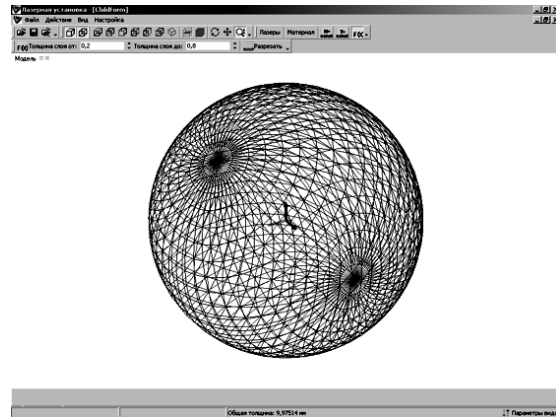 Лазерная установка - [ChildForm]
Файл Действие Вид Настройка
Лазеры Материал F(X)
F(X) Толщина слоя от: 0,2 Толщина слоя до: 0,8 Разрезать
Модель
Общая толщина: 9,97514 мм Параметры вид